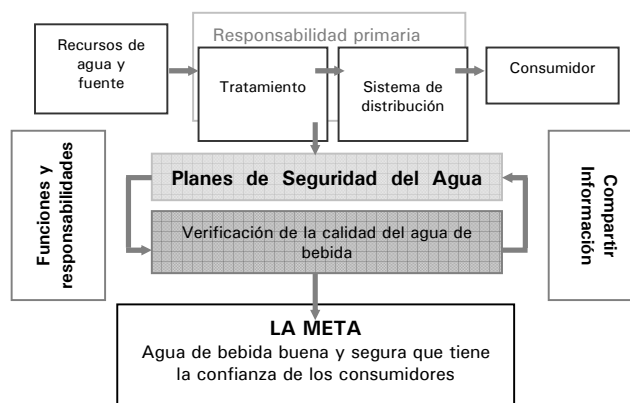 Responsabilidad primaria
Recursos de
agua y
fuente
Tratamiento
Sistema de
distribución
Consumidor
Funciones y
responsabilidades
Planes de Seguridad del Agua
Verificación de la calidad del agua de
bebida
Compartir
Información
LA META
Agua de bebida buena y segura que tiene
la confianza de los consumidores